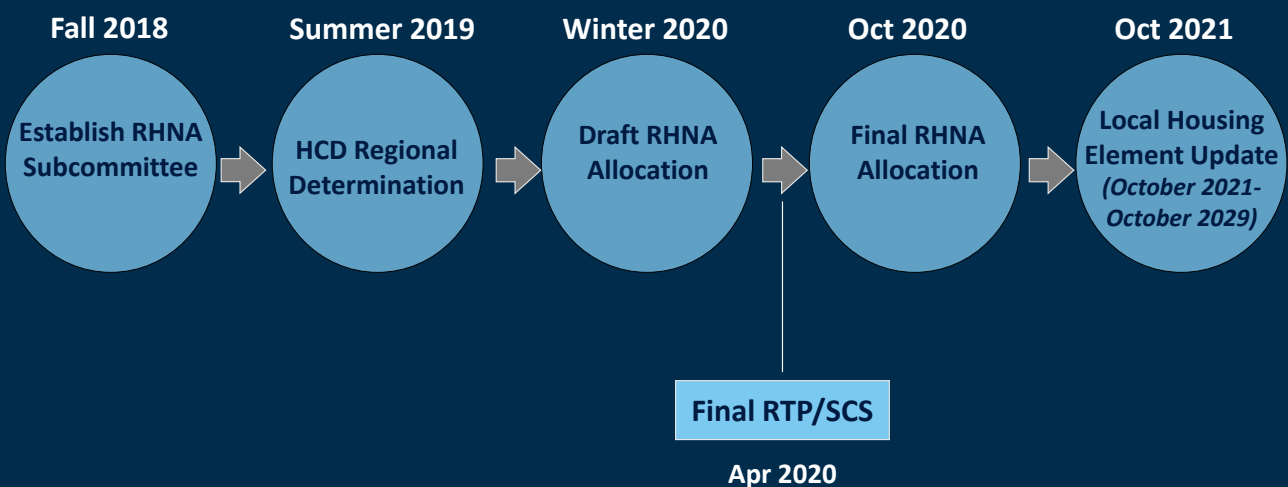 Fall 2018
Establish RHNA
Subcommittee
Summer 2019
HCD Regional
Determination
Winter 2020
Draft RHNA
Allocation
Oct 2020
Final RHNA
Allocation
Oct 2021
Local Housing
Element Update
(October 2021-
October 2029)
Final RTP/SCS
Apr 2020